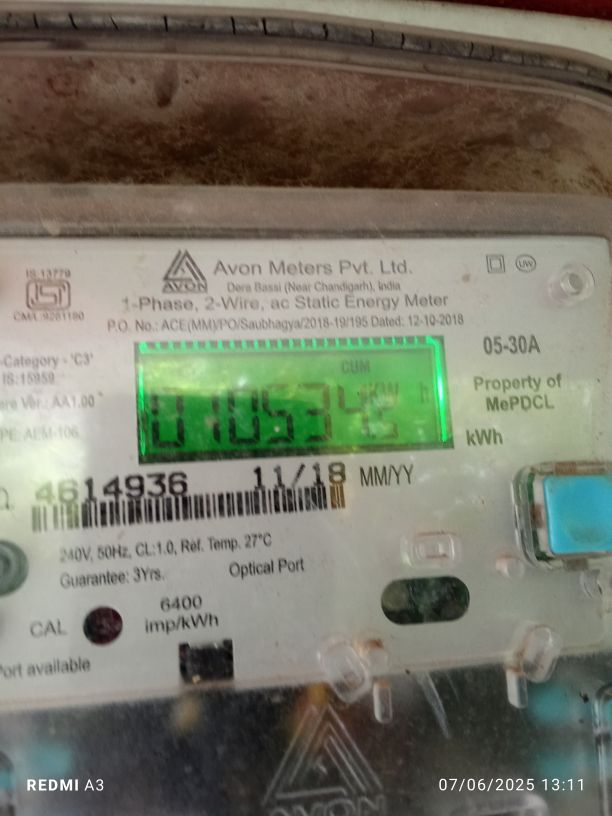 IS:13779
AVON
Avon Meters Pvt. Ltd.
UW
Dera Bassi (Near Chandigarh), India
CM/L:9281190
1-Phase, 2-Wire, ac Static Energy Meter
P.O. No.: ACE(MM)/PO/Saubhagya/2018-19/195 Dated: 12-10-2018
-Category - 'C3'
IS:15959
Ver.: AA1.00
AEM-106
CUM
kW h
05-30A
Property of
MePDCL
kWh
4614936 11/18 MM/YY
240V, 50Hz, CL:1.0, Ref. Temp. 27°C
Guarantee: 3Yrs. Optical Port
6400
CAL imp/kWh
Port available
AVON
REDMI A3 07/06/2025 13:11